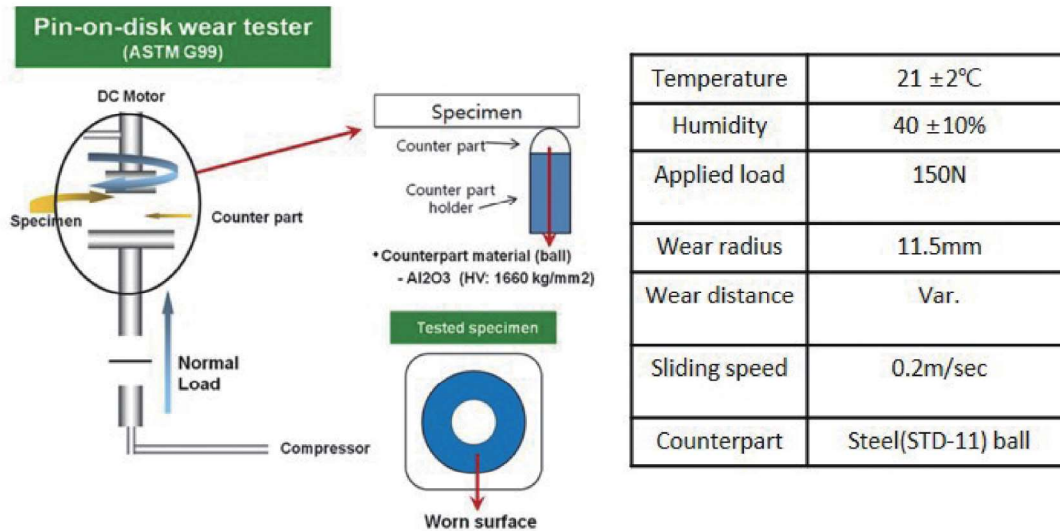 Pin-on-disk wear tester
(ASTM G99)
DC Motor
Specimen
Counter part
Normal
Load
Compressor
Specimen
Counter part
Counter part
holder
•Counterpart material (ball)
- Al2O3 (HV: 1660 kg/mm2)
Tested specimen
Worn surface
Temperature 21 ±2℃
Humidity 40 ±10%
Applied load 150N
Wear radius 11.5mm
Wear distance Var.
Sliding speed 0.2m/sec
Counterpart Steel(STD-11) ball